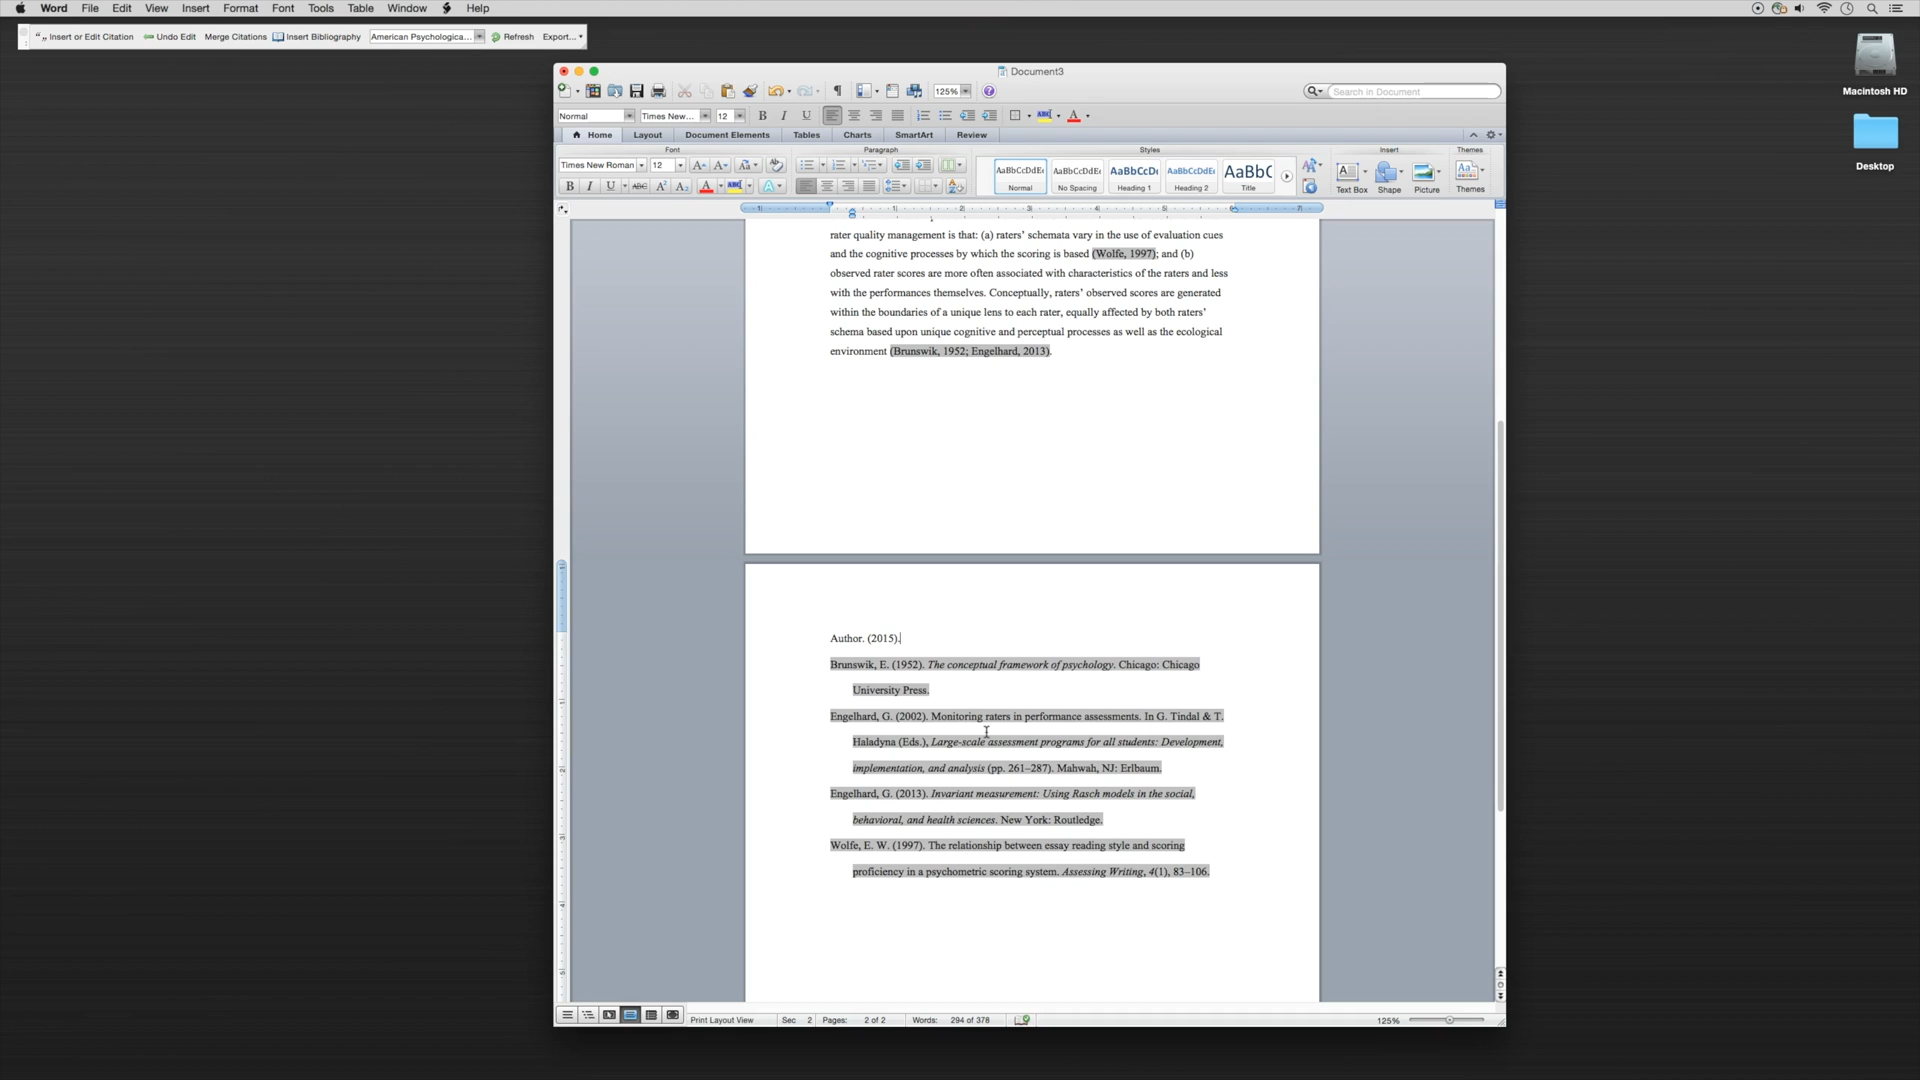 Word File Edit View Insert Format Font Tools Table Window Help
Insert or Edit Citation Undo Edit Merge Citations Insert Bibliography American Psychologica... Refresh Export...
Macintosh HD
Desktop
Document3
125% Search in Document
Normal Times New... 12
Home Layout Document Elements Tables Charts SmartArt Review
Font Paragraph Styles Insert Themes
Times New Roman 12
AaBbCcDdEe AaBbCcDdEe AaBbCcDc AaBbCcDdEe AaBbC
Normal No Spacing Heading 1 Heading 2 Title Text Box Shape Picture Themes
rater quality management is that: (a) raters’ schemata vary in the use of evaluation cues
and the cognitive processes by which the scoring is based (Wolfe, 1997); and (b)
observed rater scores are more often associated with characteristics of the raters and less
with the performances themselves. Conceptually, raters’ observed scores are generated
within the boundaries of a unique lens to each rater, equally affected by both raters’
schema based upon unique cognitive and perceptual processes as well as the ecological
environment (Brunswik, 1952; Engelhard, 2013).
Author. (2015).
Brunswik, E. (1952). The conceptual framework of psychology. Chicago: Chicago
University Press.
Engelhard, G. (2002). Monitoring raters in performance assessments. In G. Tindal & T.
Haladyna (Eds.), Large-scale assessment programs for all students: Development,
implementation, and analysis (pp. 261–287). Mahwah, NJ: Erlbaum.
Engelhard, G. (2013). Invariant measurement: Using Rasch models in the social,
behavioral, and health sciences. New York: Routledge.
Wolfe, E. W. (1997). The relationship between essay reading style and scoring
proficiency in a psychometric scoring system. Assessing Writing, 4(1), 83–106.
Print Layout View Sec 2 Pages: 2 of 2 Words: 294 of 378 125%